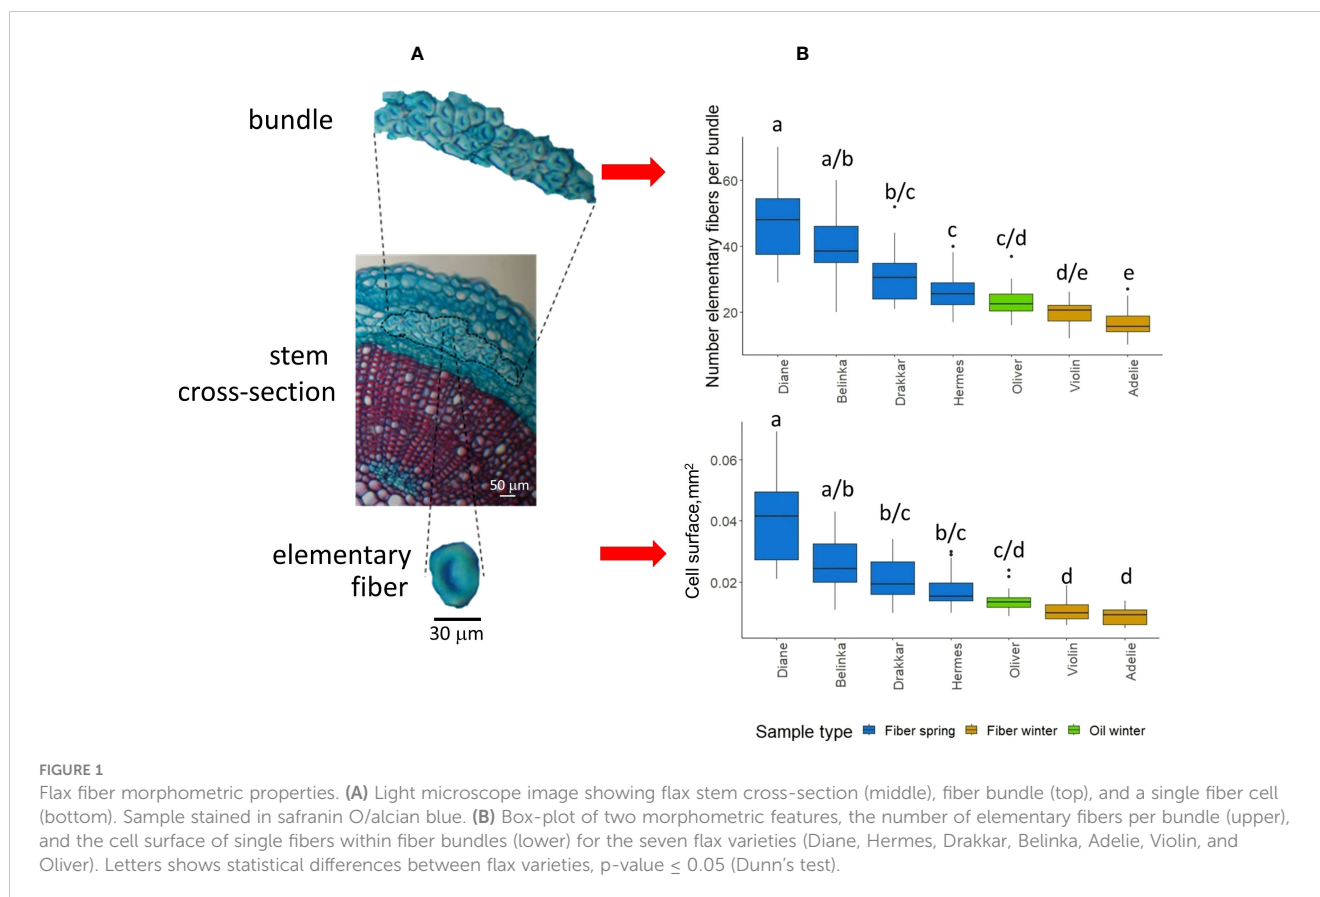 A
B
bundle
stem
cross-section
50 µm
elementary
fiber
30 µm
Number elementary fibers per bundle
60
40
20
a
a/b
b/c
c
c/d
d/e
e
Diane
Belinka
Drakkar
Hermes
Oliver
Violin
Adelie
Cell surface,mm²
0.06
0.04
0.02
a
a/b
b/c
b/c
c/d
d
d
Diane
Belinka
Drakkar
Hermes
Oliver
Violin
Adelie
Sample type Fiber spring Fiber winter Oil winter
FIGURE 1
Flax fiber morphometric properties. (A) Light microscope image showing flax stem cross-section (middle), fiber bundle (top), and a single fiber cell
(bottom). Sample stained in safranin O/alcian blue. (B) Box-plot of two morphometric features, the number of elementary fibers per bundle (upper),
and the cell surface of single fibers within fiber bundles (lower) for the seven flax varieties (Diane, Hermes, Drakkar, Belinka, Adelie, Violin, and
Oliver). Letters shows statistical differences between flax varieties, p-value ≤ 0.05 (Dunn's test).